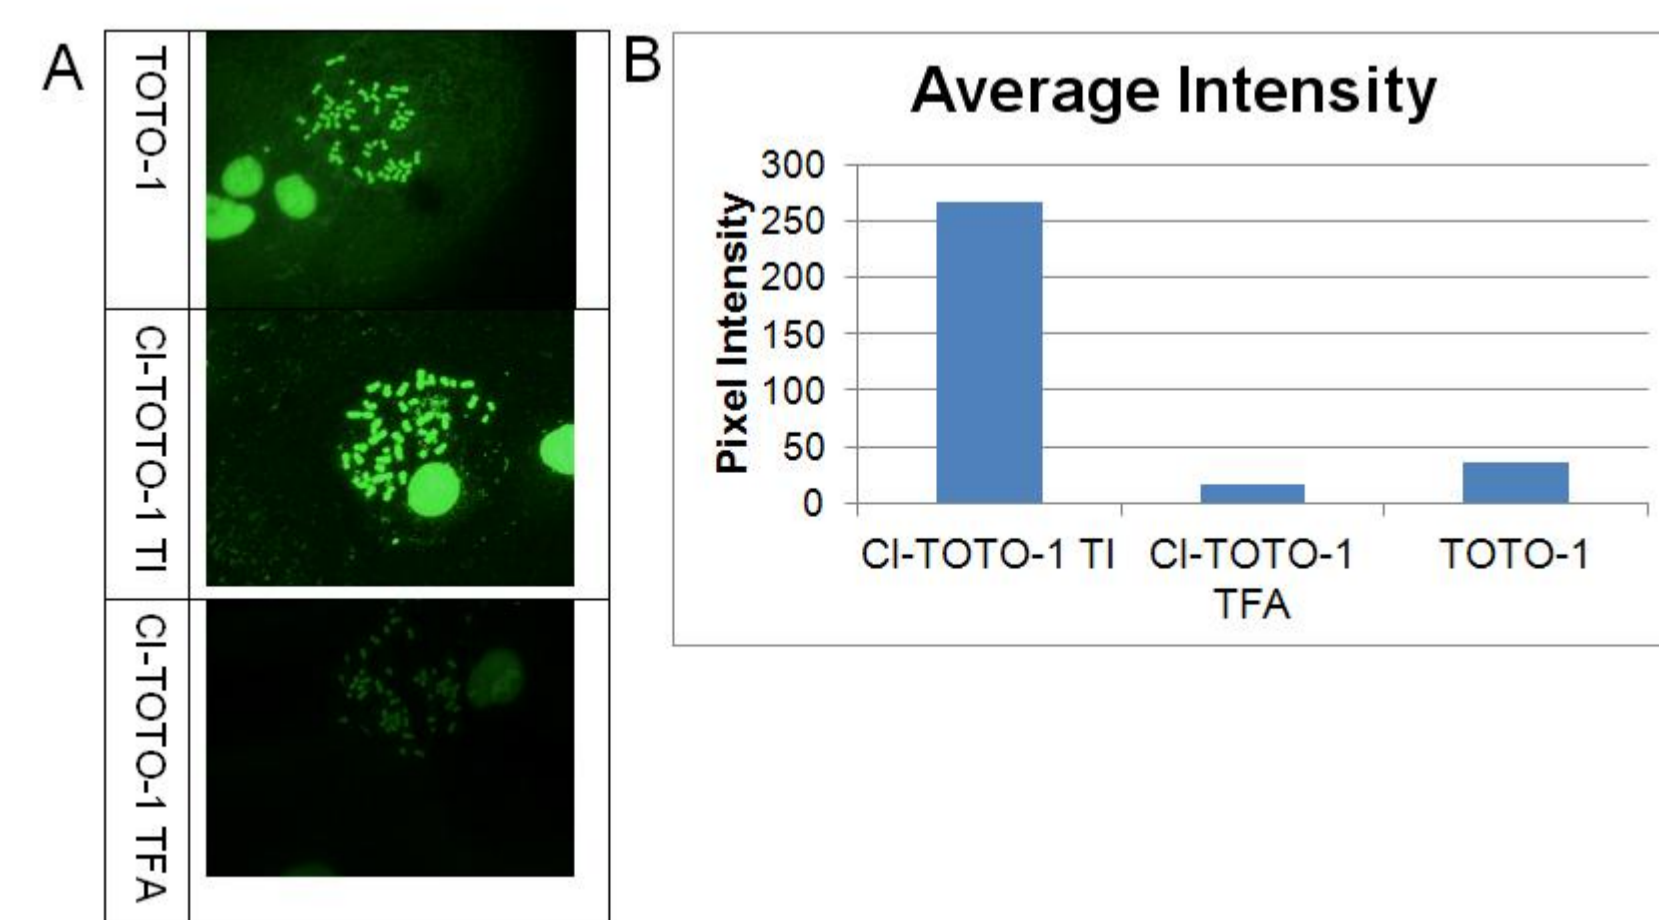 A
TOTO-1
Cl-TOTO-1 TI
Cl-TOTO-1 TFA
B
Average Intensity
Pixel Intensity
300
250
200
150
100
50
0
Cl-TOTO-1 TI
Cl-TOTO-1
TFA
TOTO-1